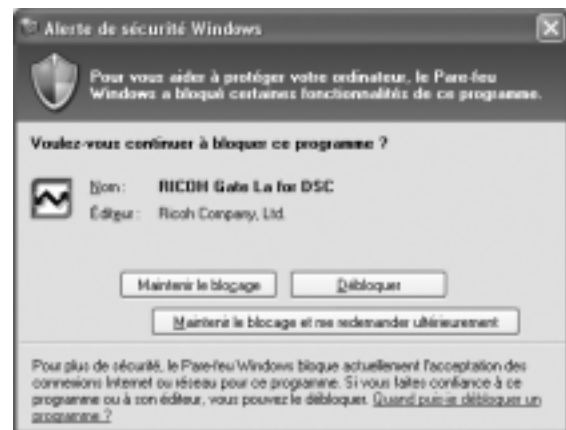 Alerte de sécurité Windows
Pour vous aider à protéger votre ordinateur, le Pare-feu
Windows a bloqué certaines fonctionnalités de ce programme.
Voulez-vous continuer à bloquer ce programme ?
Nom : RICOH Gate La for DSC
Éditeur : Ricoh Company, Ltd.
Maintenir le blocage Débloquer
Maintenir le blocage et me redemander ultérieurement
Pour plus de sécurité, le Pare-feu Windows bloque actuellement l'acceptation des
connexions Internet ou réseau pour ce programme. Si vous faites confiance à ce
programme ou à son éditeur, vous pouvez le débloquer. Quand puis-je débloquer un
programme ?